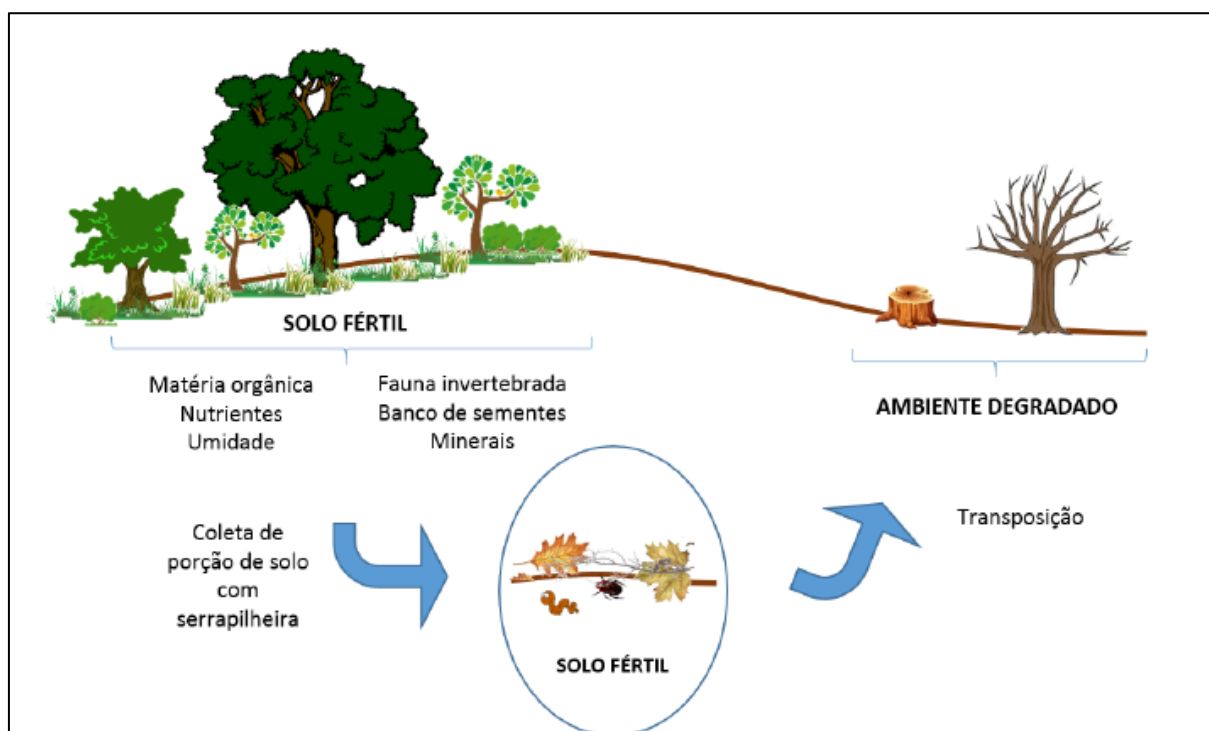 SOLO FÉRTIL
Matéria orgânica
Nutrientes
Umidade
Fauna invertebrada
Banco de sementes
Minerais
AMBIENTE DEGRADADO
Coleta de
porção de solo
com
serrapilheira
SOLO FÉRTIL
Transposição